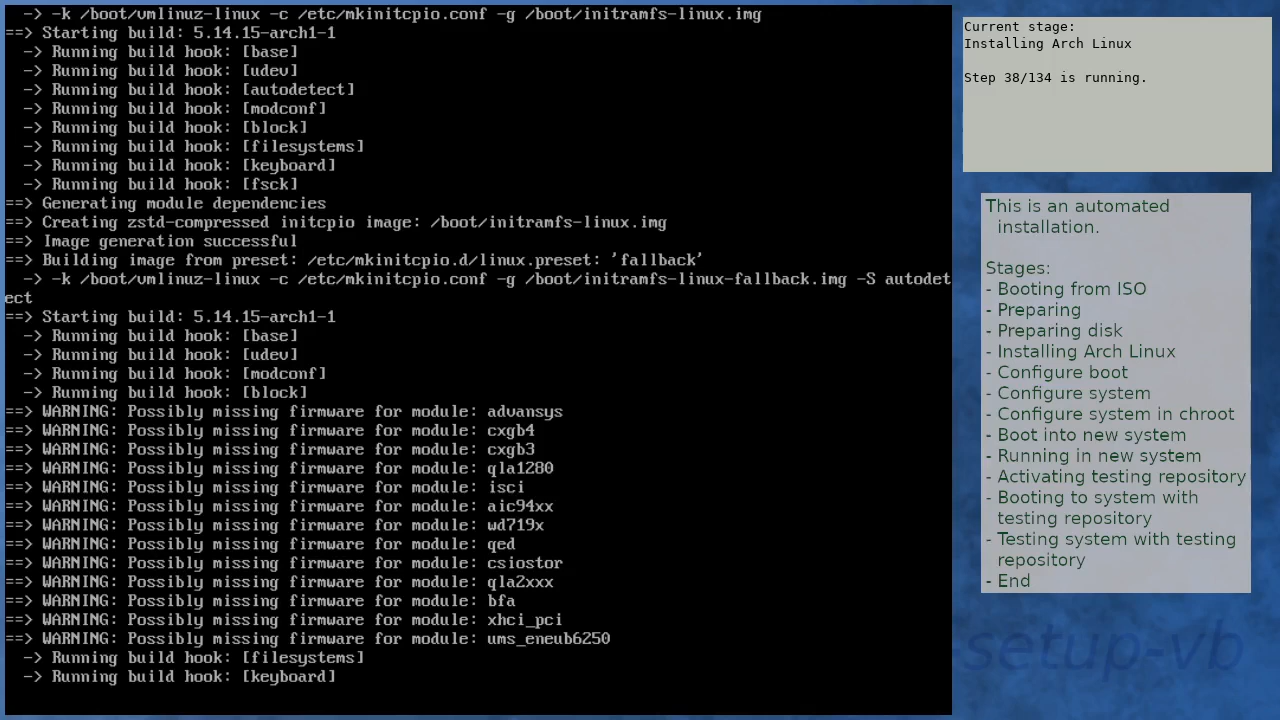 -> -k /boot/vmlinuz-linux -c /etc/mkinitcpio.conf -g /boot/initramfs-linux.img
==> Starting build: 5.14.15-arch1-1
-> Running build hook: [base]
-> Running build hook: [udev]
-> Running build hook: [autodetect]
-> Running build hook: [modconf]
-> Running build hook: [block]
-> Running build hook: [filesystems]
-> Running build hook: [keyboard]
-> Running build hook: [fsck]
==> Generating module dependencies
==> Creating zstd-compressed initcpio image: /boot/initramfs-linux.img
==> Image generation successful
==> Building image from preset: /etc/mkinitcpio.d/linux.preset: 'fallback'
-> -k /boot/vmlinuz-linux -c /etc/mkinitcpio.conf -g /boot/initramfs-linux-fallback.img -S autodet
ect
==> Starting build: 5.14.15-arch1-1
-> Running build hook: [base]
-> Running build hook: [udev]
-> Running build hook: [modconf]
-> Running build hook: [block]
==> WARNING: Possibly missing firmware for module: advansys
==> WARNING: Possibly missing firmware for module: cxgb4
==> WARNING: Possibly missing firmware for module: cxgb3
==> WARNING: Possibly missing firmware for module: qla1280
==> WARNING: Possibly missing firmware for module: isci
==> WARNING: Possibly missing firmware for module: aic94xx
==> WARNING: Possibly missing firmware for module: wd719x
==> WARNING: Possibly missing firmware for module: qed
==> WARNING: Possibly missing firmware for module: csiostor
==> WARNING: Possibly missing firmware for module: qla2xxx
==> WARNING: Possibly missing firmware for module: bfa
==> WARNING: Possibly missing firmware for module: xhci_pci
==> WARNING: Possibly missing firmware for module: ums_eneub6250
-> Running build hook: [filesystems]
-> Running build hook: [keyboard]
Current stage:
Installing Arch Linux
Step 38/134 is running.
This is an automated
installation.
Stages:
- Booting from ISO
- Preparing
- Preparing disk
- Installing Arch Linux
- Configure boot
- Configure system
- Configure system in chroot
- Boot into new system
- Running in new system
- Activating testing repository
- Booting to system with
testing repository
- Testing system with testing
repository
- End
setup-vb